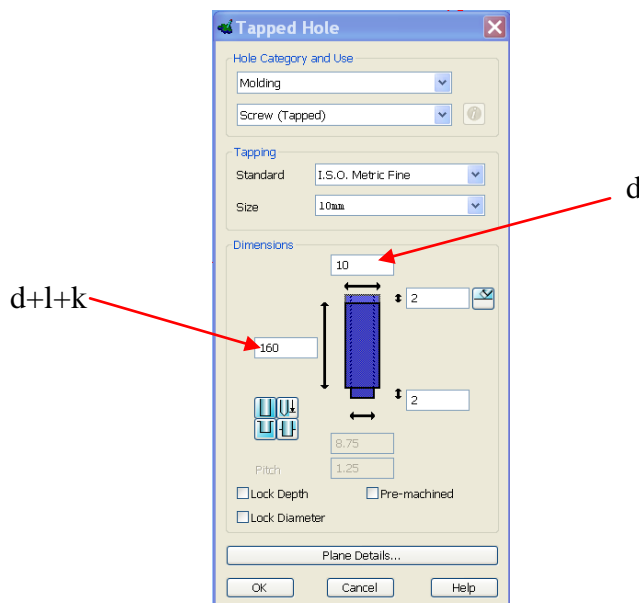 Tapped Hole
Hole Category and Use
Molding
Screw (Tapped)
Tapping
Standard I.S.O. Metric Fine
Size 10mm
d
Dimensions
10
2
d+l+k
160
2
8.75
Pitch 1.25
Lock Depth Pre-machined
Lock Diameter
Plane Details...
OK Cancel Help